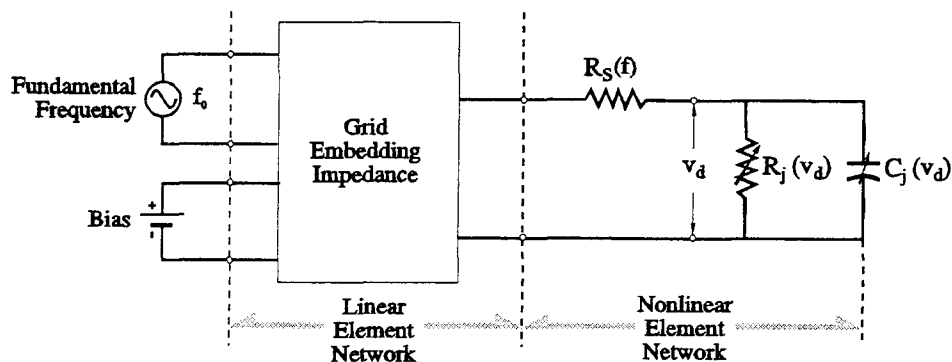 Fundamental
Frequency
f₀
Bias
+
-
Grid
Embedding
Impedance
R_S(f)
v_d
R_j (v_d)
C_j (v_d)
Linear
Element
Network
Nonlinear
Element
Network